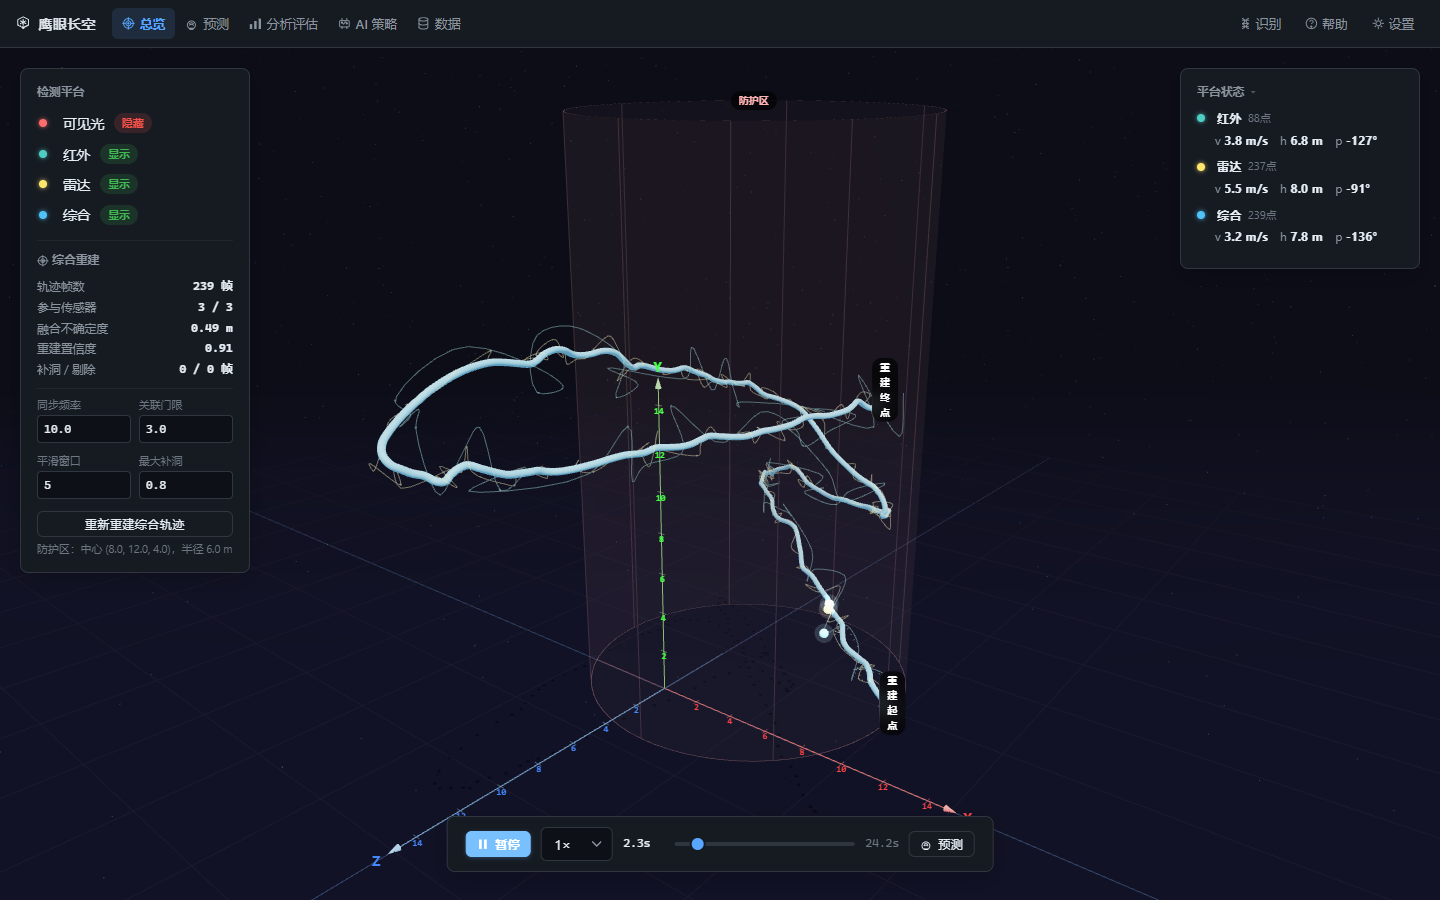 鹰眼长空
总览
预测
分析评估
AI 策略
数据
识别
帮助
设置
检测平台
可见光 隐藏
红外 显示
雷达 显示
综合 显示
综合重建
轨迹帧数 239 帧
参与传感器 3 / 3
融合不确定度 0.49 m
重建置信度 0.91
补洞 / 剔除 0 / 0 帧
同步频率 关联门限
10.0 3.0
平滑窗口 最大补洞
5 0.8
重新重建综合轨迹
防护区：中心 (8.0, 12.0, 4.0)，半径 6.0 m
防护区
重建终点
重建起点
Y
14
12
10
8
6
4
2
2
4
6
8
10
12
14
2
4
6
8
10
12
14
Z
平台状态 -
红外 88点
v 3.8 m/s h 6.8 m p -127°
雷达 237点
v 5.5 m/s h 8.0 m p -91°
综合 239点
v 3.2 m/s h 7.8 m p -136°
暂停
1×
2.3s
24.2s
预测